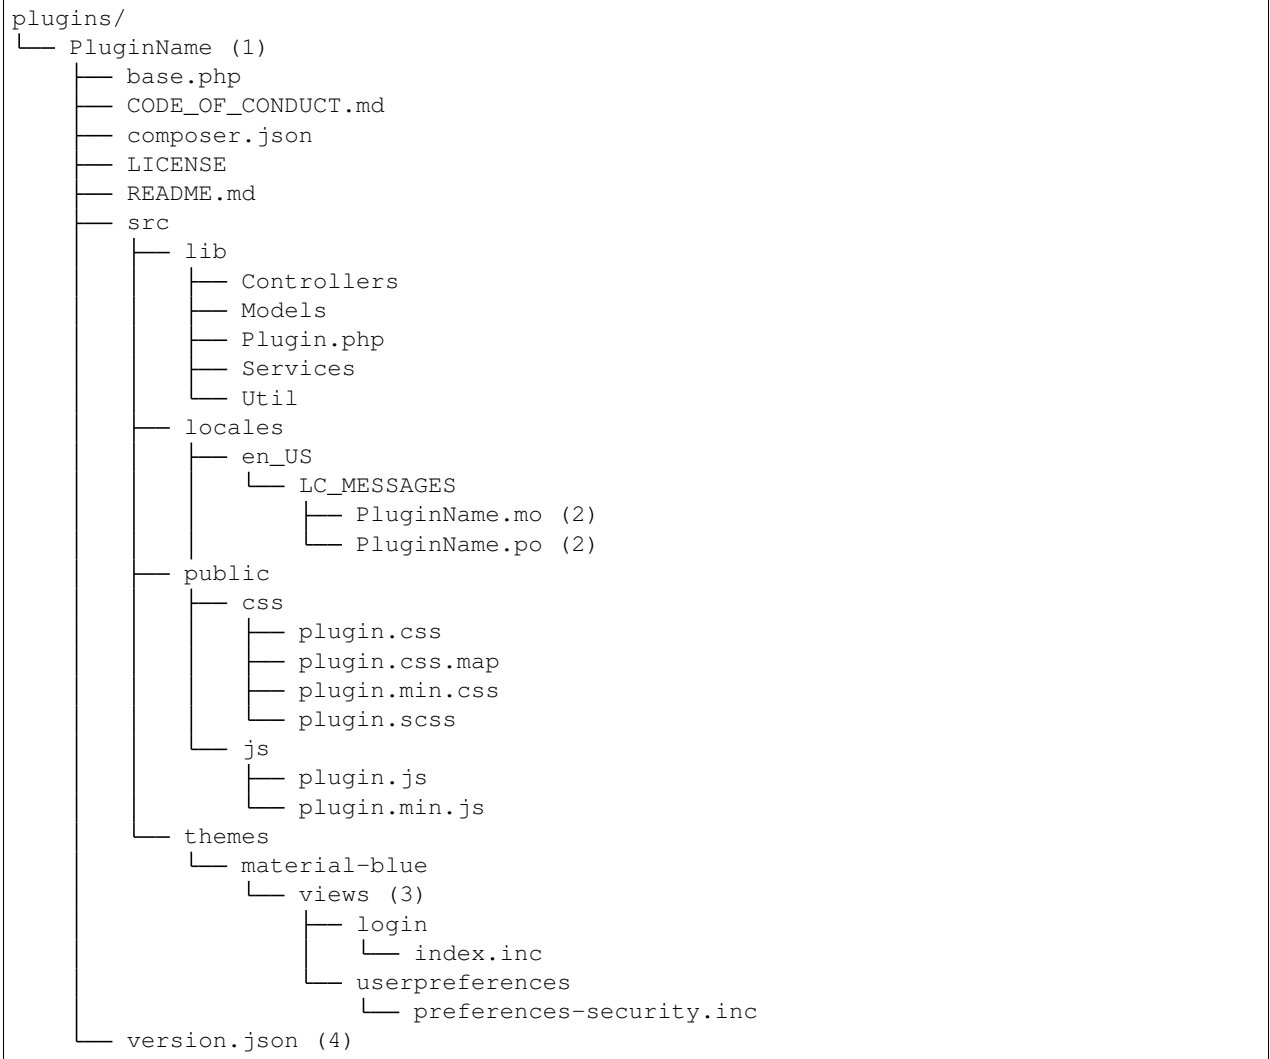 plugins/
└── PluginName (1)
    ├── base.php
    ├── CODE_OF_CONDUCT.md
    ├── composer.json
    ├── LICENSE
    ├── README.md
    ├── src
    │   ├── lib
    │   │   ├── Controllers
    │   │   ├── Models
    │   │   ├── Plugin.php
    │   │   ├── Services
    │   │   └── Util
    │   ├── locales
    │   │   ├── en_US
    │   │   │   └── LC_MESSAGES
    │   │   │       ├── PluginName.mo (2)
    │   │   │       └── PluginName.po (2)
    │   ├── public
    │   │   ├── css
    │   │   │   ├── plugin.css
    │   │   │   ├── plugin.css.map
    │   │   │   ├── plugin.min.css
    │   │   │   └── plugin.scss
    │   │   └── js
    │   │       ├── plugin.js
    │   │       └── plugin.min.js
    │   └── themes
    │       └── material-blue
    │           └── views (3)
    │               ├── login
    │               │   └── index.inc
    │               └── userpreferences
    │                   └── preferences-security.inc
    └── version.json (4)